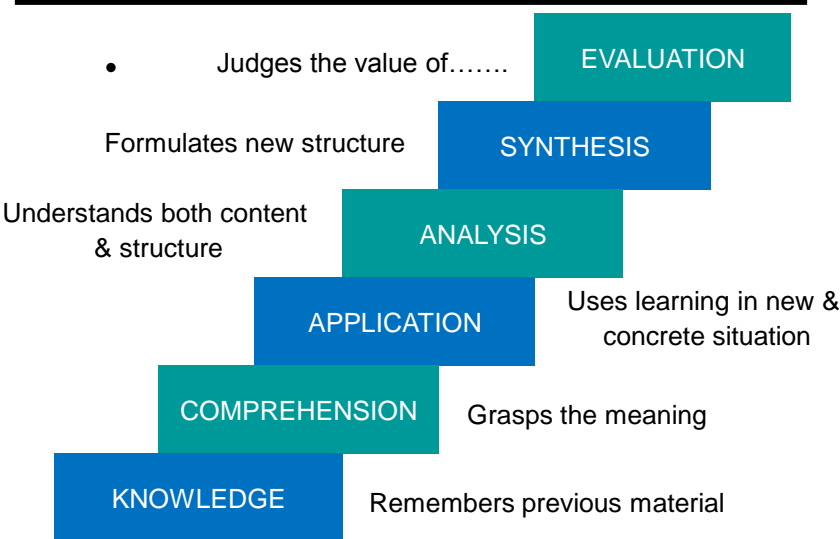 • Judges the value of……. EVALUATION
Formulates new structure SYNTHESIS
Understands both content
& structure
ANALYSIS
APPLICATION
Uses learning in new &
concrete situation
COMPREHENSION Grasps the meaning
KNOWLEDGE Remembers previous material